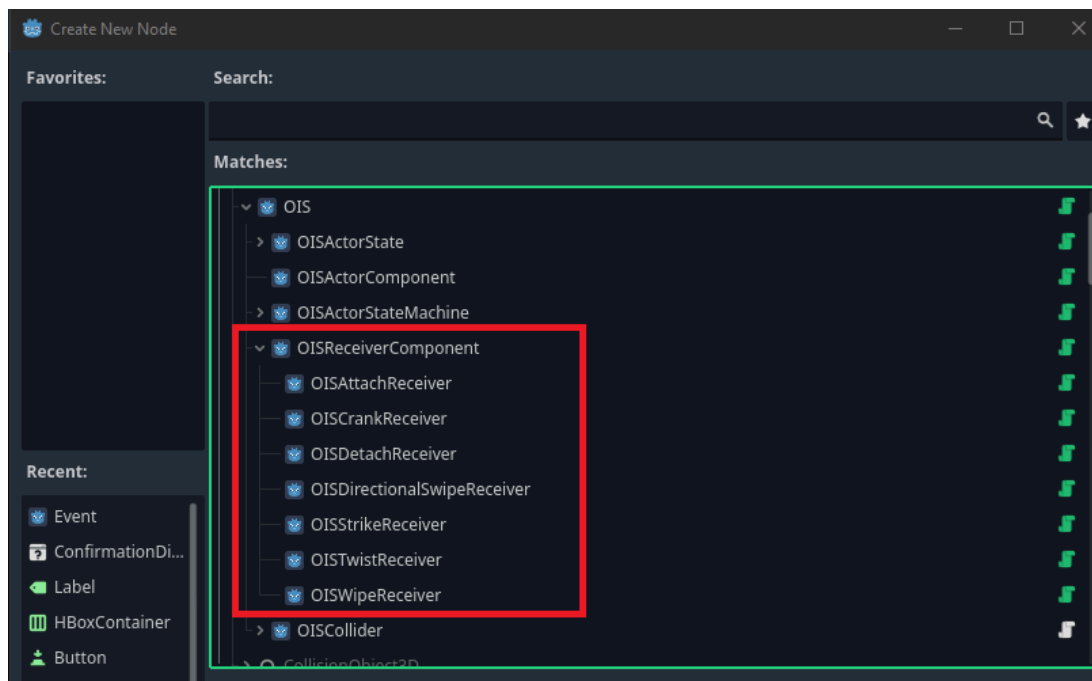 Create New Node
Favorites:
Search:
Matches:
OIS
OISActorState
OISActorComponent
OISActorStateMachine
OISReceiverComponent
OISAttachReceiver
OISCrankReceiver
OISDetachReceiver
OISDirectionalSwipeReceiver
OISStrikeReceiver
OISTwistReceiver
OISWipeReceiver
OISCollider
CollisionObject3D
Recent:
Event
ConfirmationDi...
Label
HBoxContainer
Button